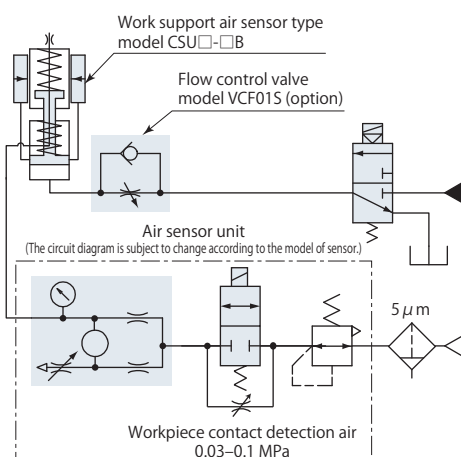 Work support air sensor type
model CSU□-□B
Flow control valve
model VCF01S (option)
Air sensor unit
(The circuit diagram is subject to change according to the model of sensor.)
5 μm
Workpiece contact detection air
0.03–0.1 MPa